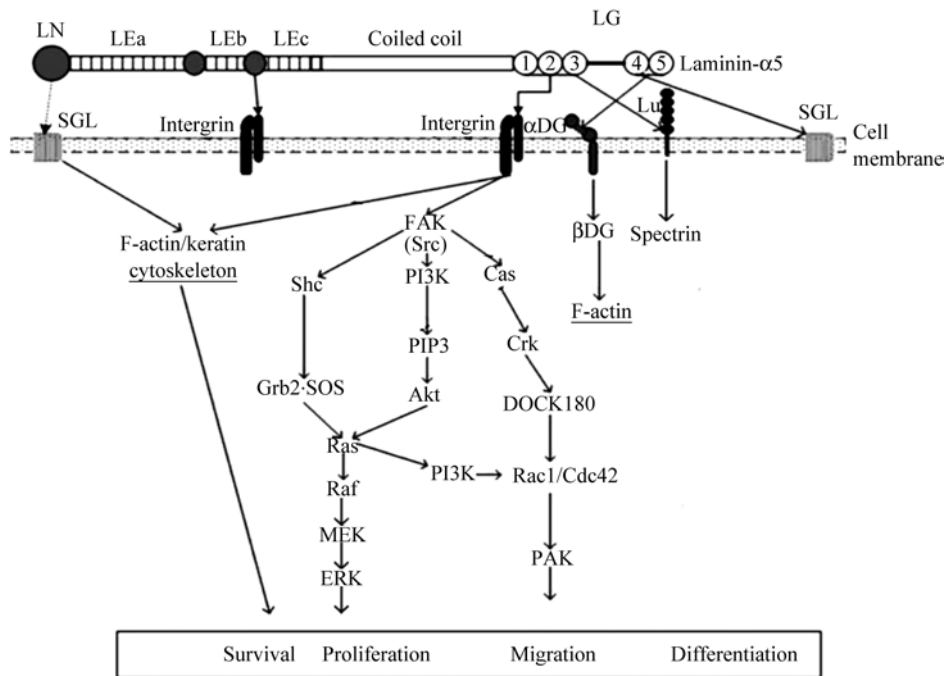 LN LEa LEb LEc Coiled coil LG
1 2 3 4 5 Laminin-α5
SGL Intergrin Intergrin αDG Lu SGL
Cell
membrane
F-actin/keratin
cytoskeleton
FAK
(Src)
βDG Spectrin
Shc PI3K Cas
F-actin
PIP3 Crk
Grb2·SOS Akt DOCK180
Ras
PI3K Rac1/Cdc42
Raf
MEK
PAK
ERK
Survival Proliferation Migration Differentiation